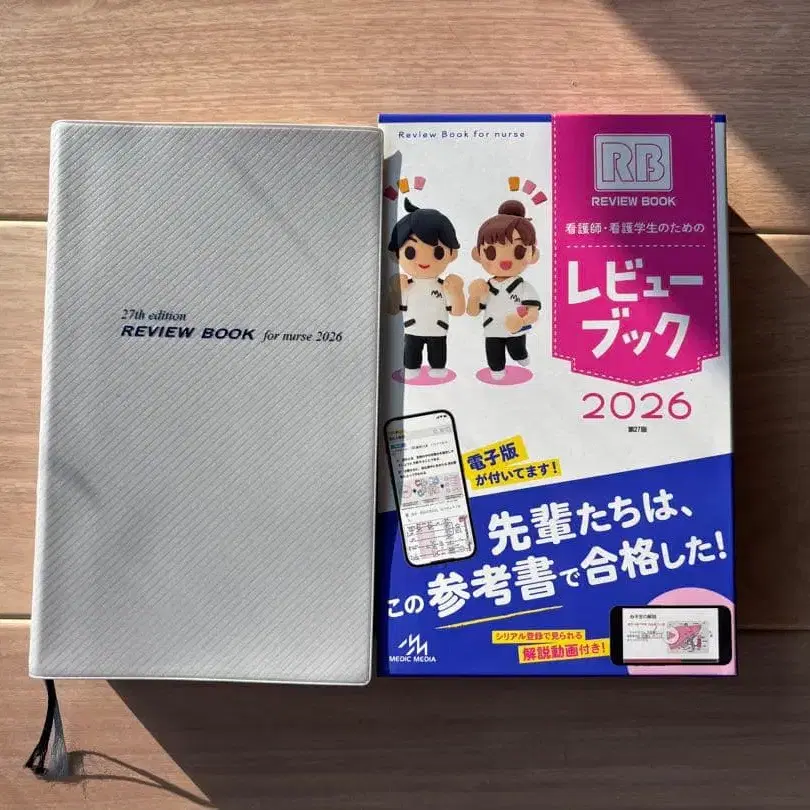 27th edition
REVIEW BOOK for nurse 2026
Review Book for nurse
RB
REVIEW BOOK
看護師・看護学生のための
レビュー
ブック
2026
第27版
電子版
が付いてます!
先輩たちは、
この参考書で合格した!
シリアル登録で見られる
解説動画付き!
MEDIC MEDIA